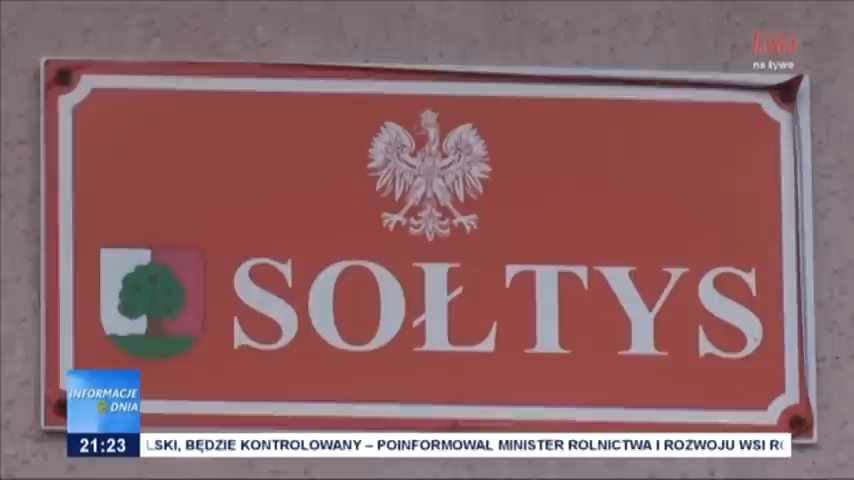 na żywo
SOŁTYS
INFORMACJE
DNIA
21:23
LSKI, BĘDZIE KONTROLOWANY – POINFORMOWAŁ MINISTER ROLNICTWA I ROZWOJU WSI